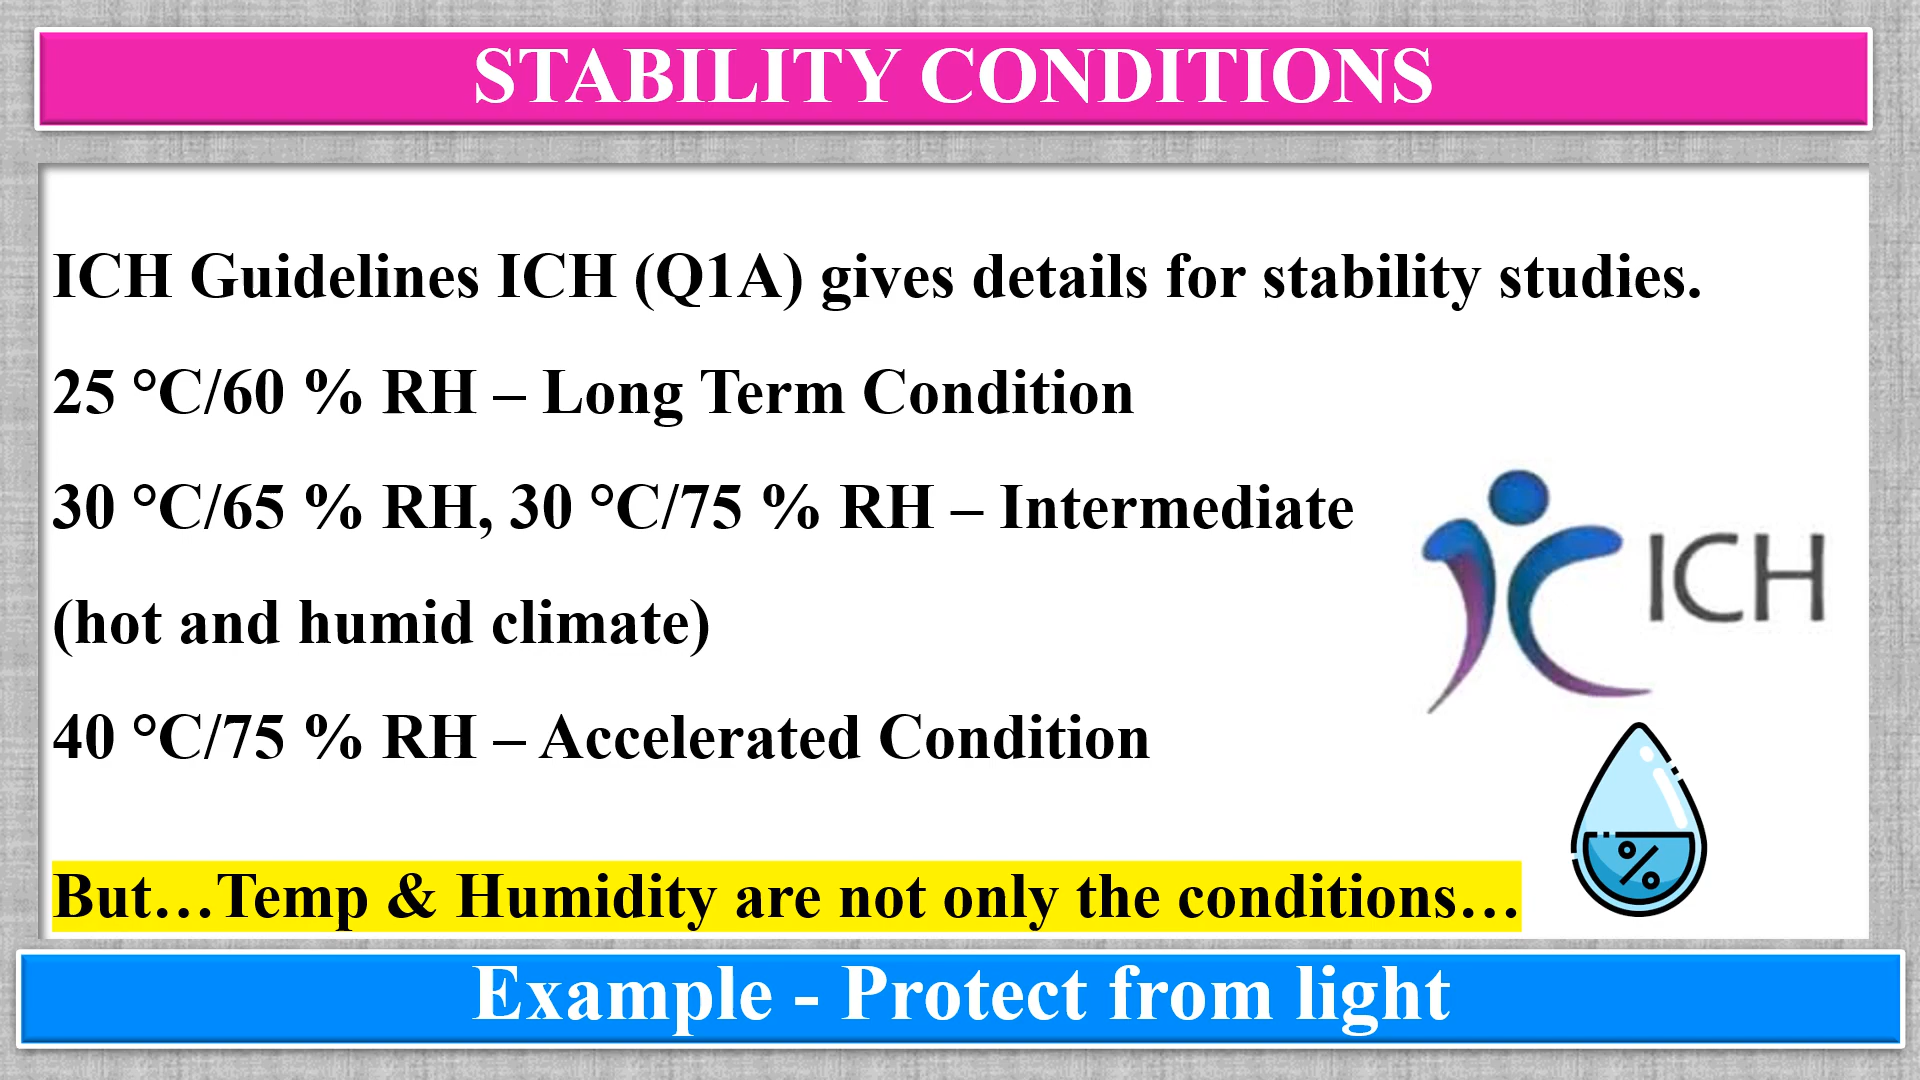 STABILITY CONDITIONS
ICH Guidelines ICH (Q1A) gives details for stability studies.
25 °C/60 % RH – Long Term Condition
30 °C/65 % RH, 30 °C/75 % RH – Intermediate
(hot and humid climate)
ICH
40 °C/75 % RH – Accelerated Condition
%
But…Temp & Humidity are not only the conditions…
Example - Protect from light